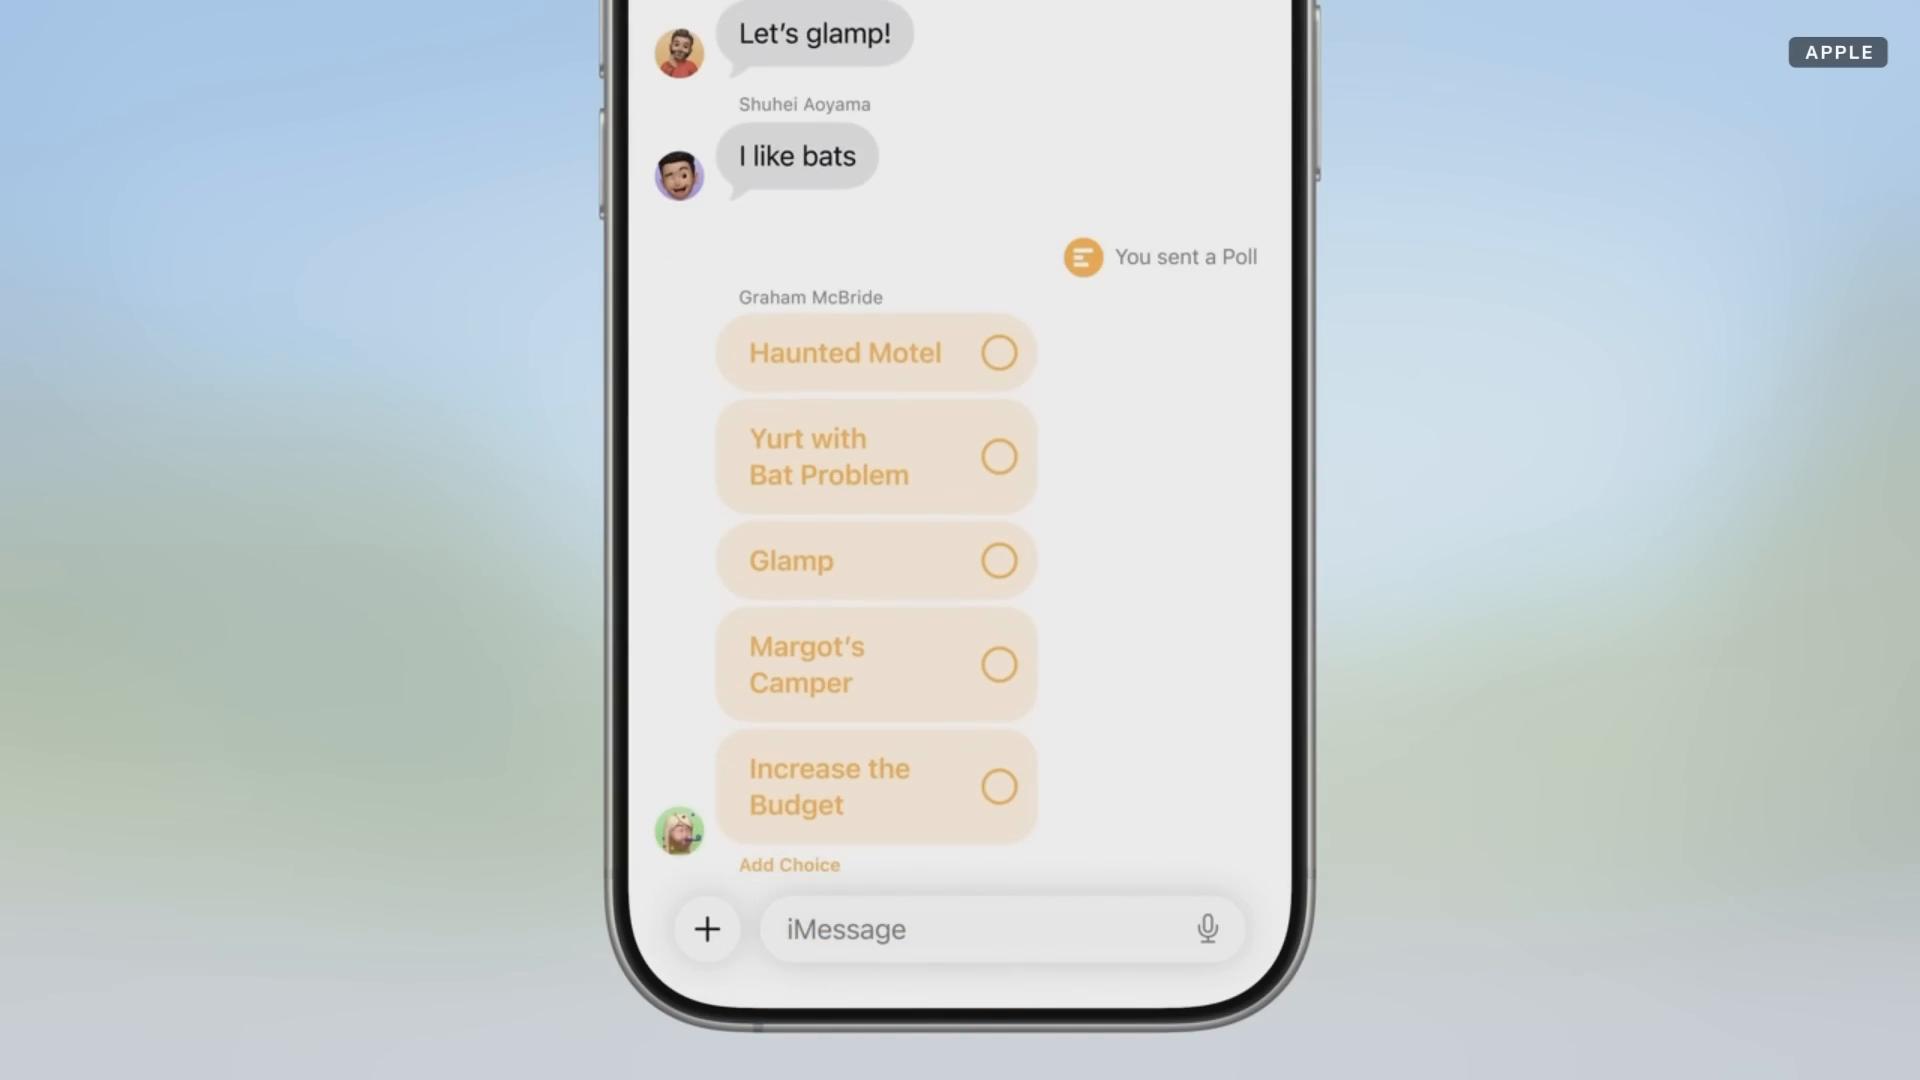 APPLE
Let's glamp!
Shuhei Aoyama
I like bats
You sent a Poll
Graham McBride
Haunted Motel
Yurt with
Bat Problem
Glamp
Margot's
Camper
Increase the
Budget
Add Choice
iMessage